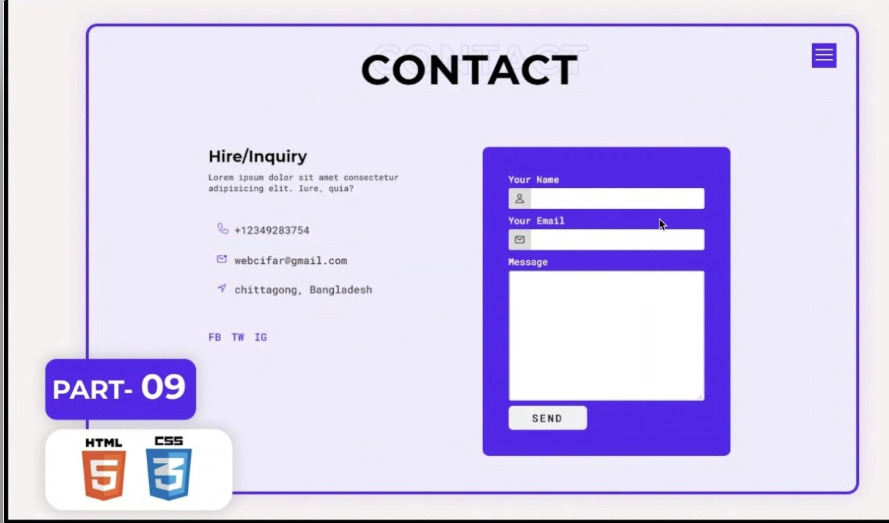 CONTACT
CONTACT
Hire/Inquiry
Lorem ipsum dolor sit amet consectetur
adipisicing elit. Iure, quia?
+12349283754
webcifar@gmail.com
chittagong, Bangladesh
FB TW IG
Your Name
Your Email
Message
SEND
PART- 09
HTML CSS
5 3